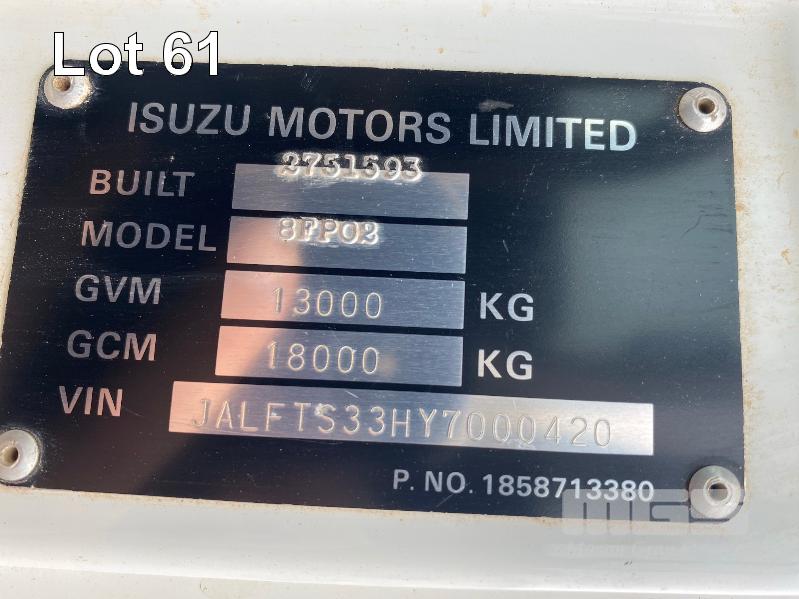 Lot 61
ISUZU MOTORS LIMITED
BUILT 2751593
MODEL 8FP02
GVM 13000 KG
GCM 18000 KG
VIN JALFTS33HY7000420
P. NO. 1858713380
MGS